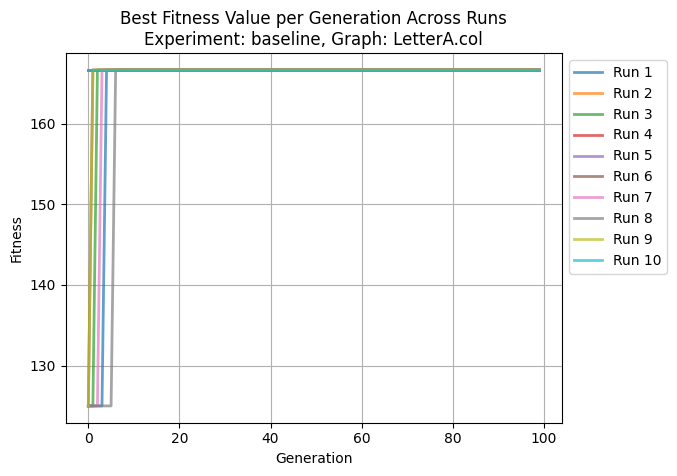 Best Fitness Value per Generation Across Runs
Experiment: baseline, Graph: LetterA.col
160
150
140
130
Fitness
0 20 40 60 80 100
Generation
Run 1
Run 2
Run 3
Run 4
Run 5
Run 6
Run 7
Run 8
Run 9
Run 10